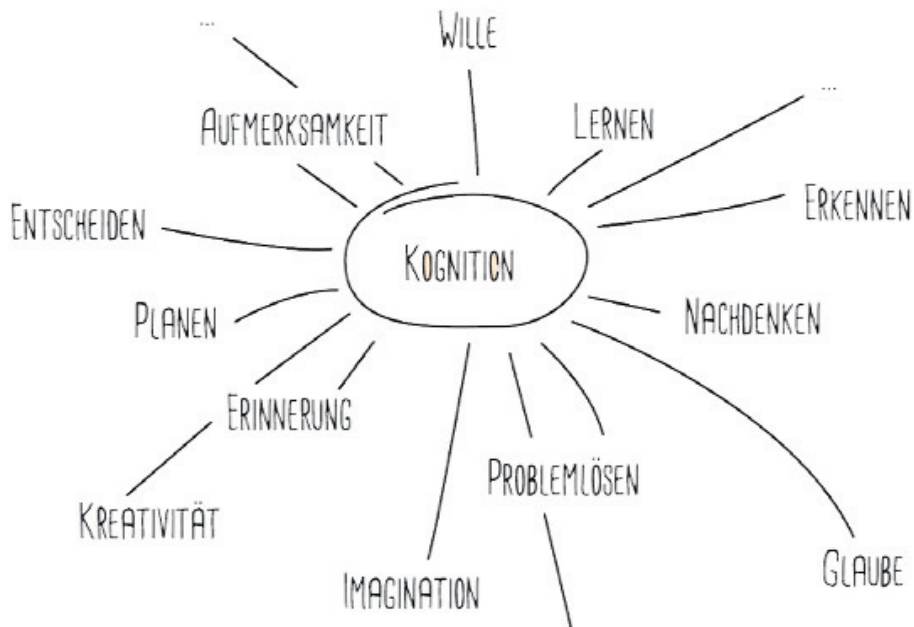 ...
WILLE
...
AUFMERKSAMKEIT
LERNEN
ENTSCHEIDEN
ERKENNEN
KOGNITION
PLANEN
NACHDENKEN
ERINNERUNG
PROBLEMLÖSEN
KREATIVITÄT
IMAGINATION
GLAUBE